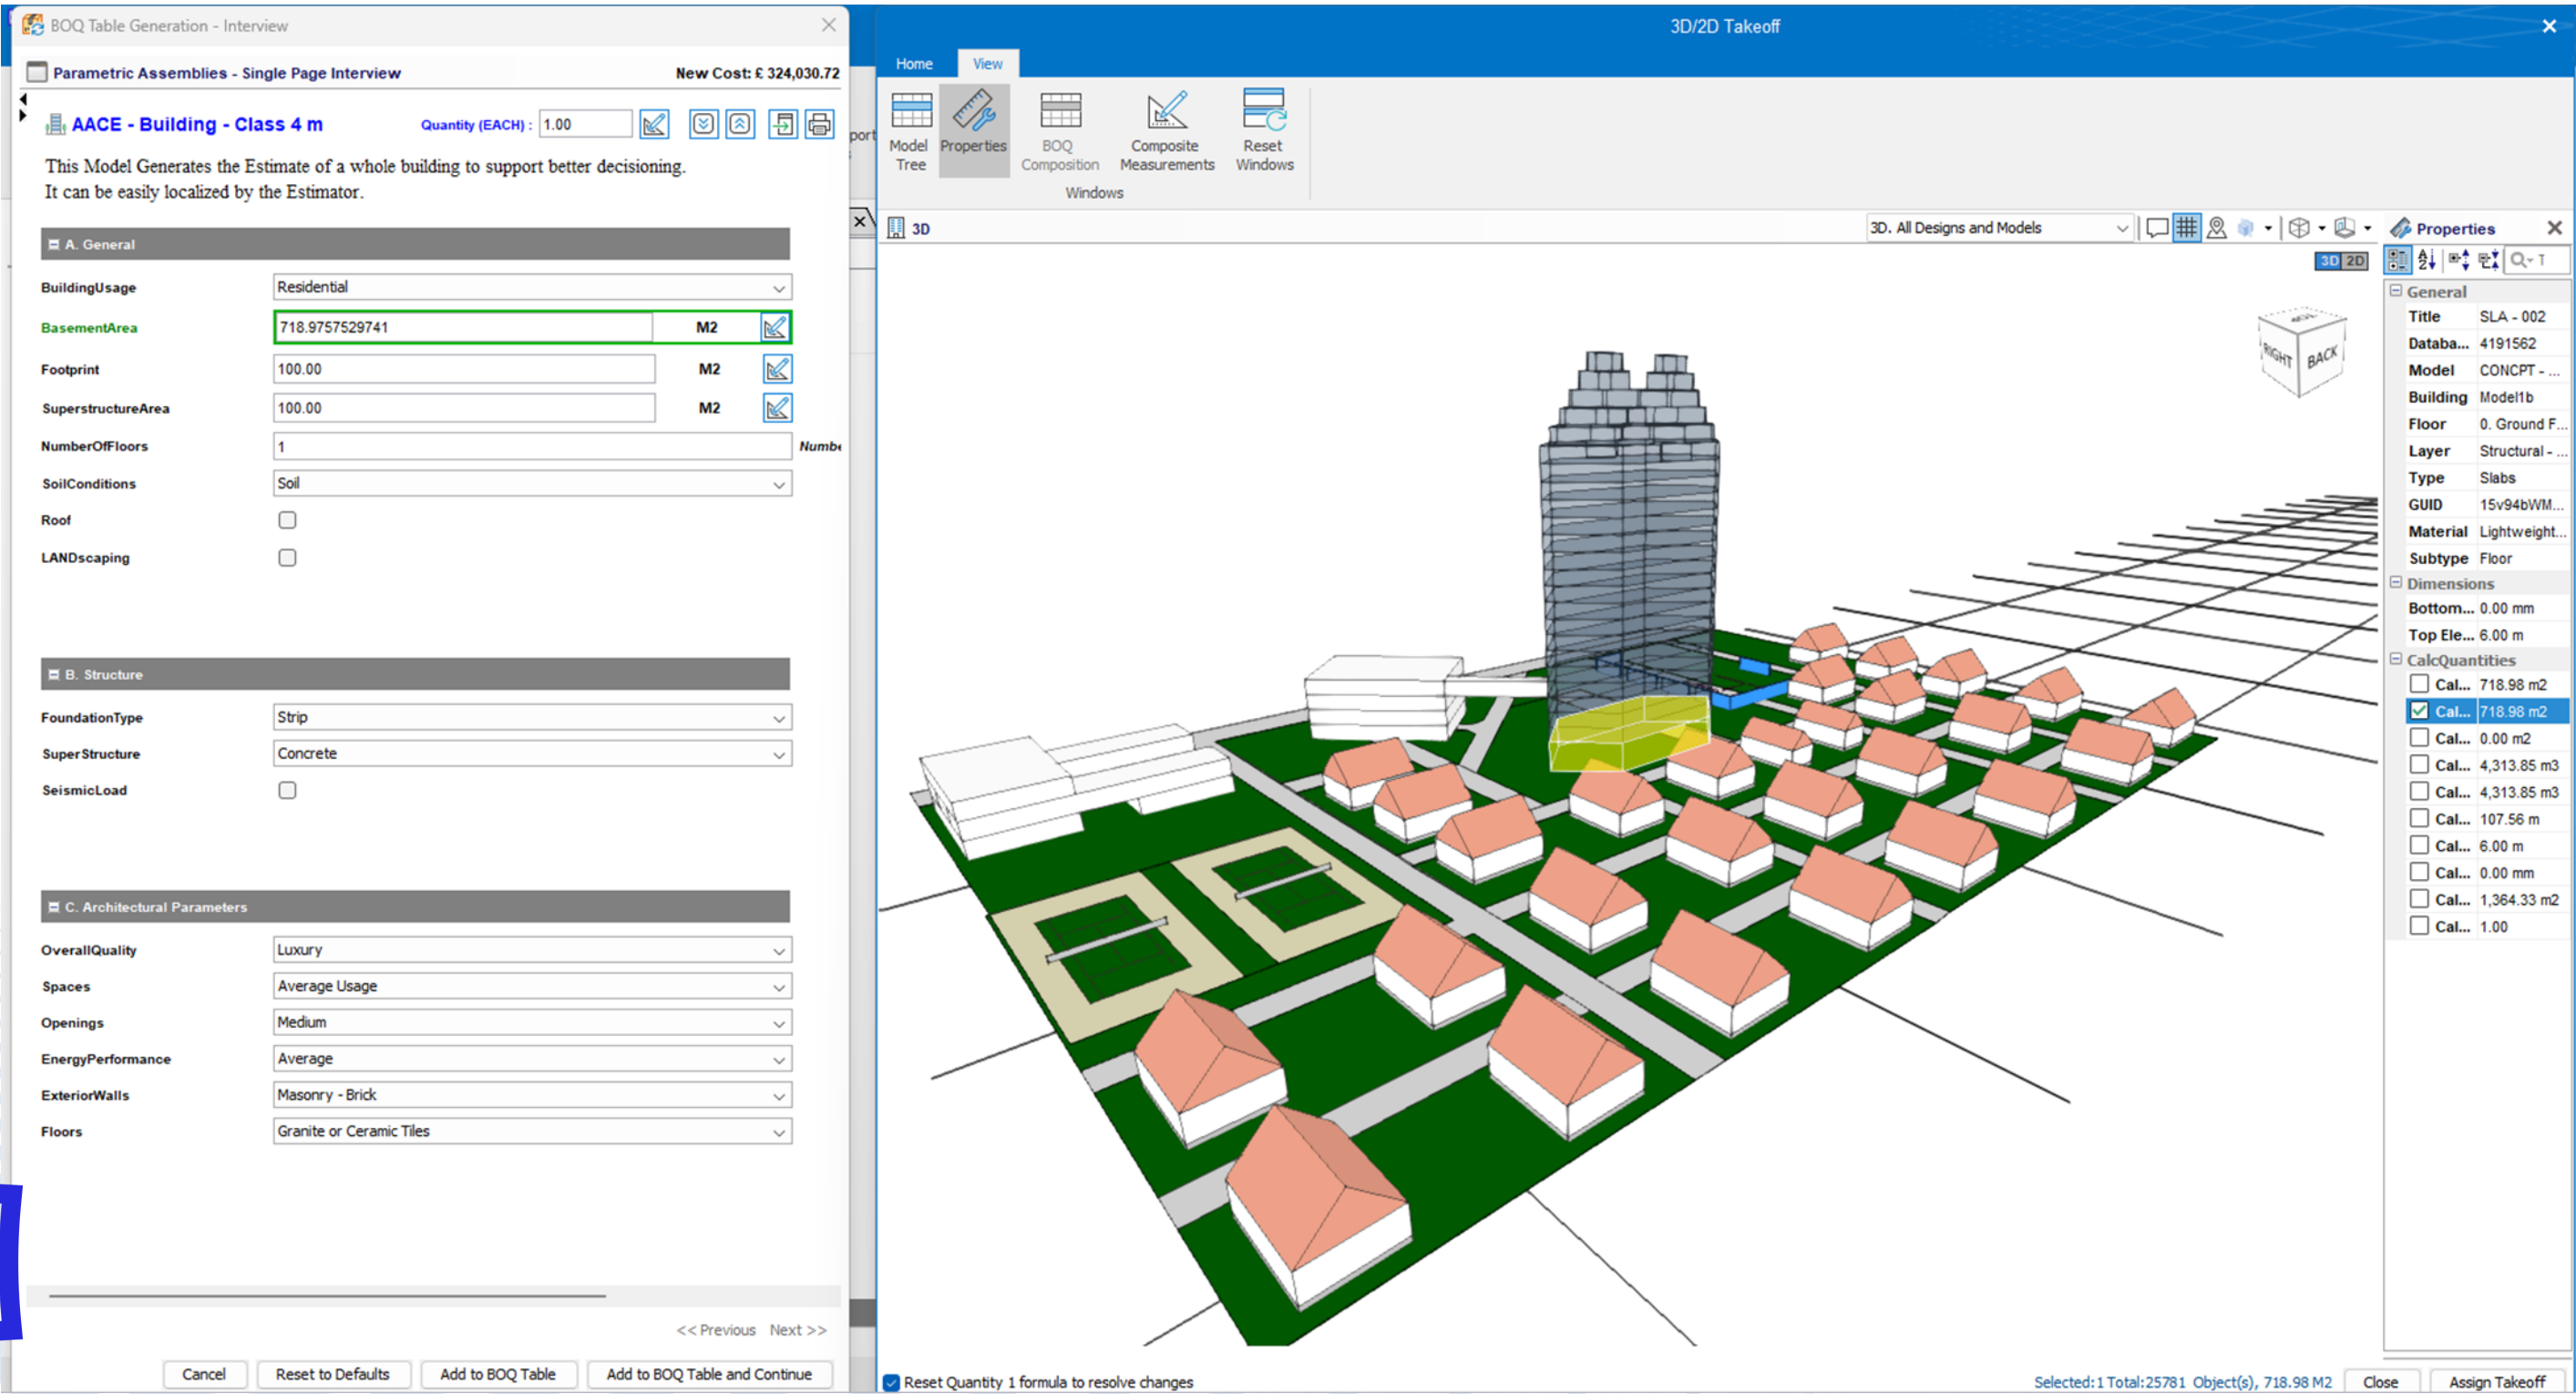 BOQ Table Generation - Interview
Parametric Assemblies - Single Page Interview
New Cost: £ 324,030.72
AACE - Building - Class 4 m
Quantity (EACH) : 1.00
This Model Generates the Estimate of a whole building to support better decisioning.
It can be easily localized by the Estimator.
A. General
BuildingUsage Residential
BasementArea 718.9757529741 M2
Footprint 100.00 M2
SuperstructureArea 100.00 M2
NumberOfFloors 1 Numbe
SoilConditions Soil
Roof
LANDscaping
B. Structure
FoundationType Strip
SuperStructure Concrete
SeismicLoad
C. Architectural Parameters
OverallQuality Luxury
Spaces Average Usage
Openings Medium
EnergyPerformance Average
ExteriorWalls Masonry - Brick
Floors Granite or Ceramic Tiles
<< Previous Next >>
Cancel Reset to Defaults Add to BOQ Table Add to BOQ Table and Continue
port
3D/2D Takeoff
Home View
Model Tree
Properties
BOQ Composition
Composite Measurements
Reset Windows
Windows
3D
3D. All Designs and Models
3D 2D
TOP
RIGHT BACK
Properties
T
General
Title SLA - 002
Databa... 4191562
Model CONCPT - ...
Building Model1b
Floor 0. Ground F...
Layer Structural - ...
Type Slabs
GUID 15v94bWM...
Material Lightweight...
Subtype Floor
Dimensions
Bottom... 0.00 mm
Top Ele... 6.00 m
CalcQuantities
Cal... 718.98 m2
Cal... 718.98 m2
Cal... 0.00 m2
Cal... 4,313.85 m3
Cal... 4,313.85 m3
Cal... 107.56 m
Cal... 6.00 m
Cal... 0.00 mm
Cal... 1,364.33 m2
Cal... 1.00
Reset Quantity 1 formula to resolve changes
Selected:1 Total:25781 Object(s), 718.98 M2
Close Assign Takeoff